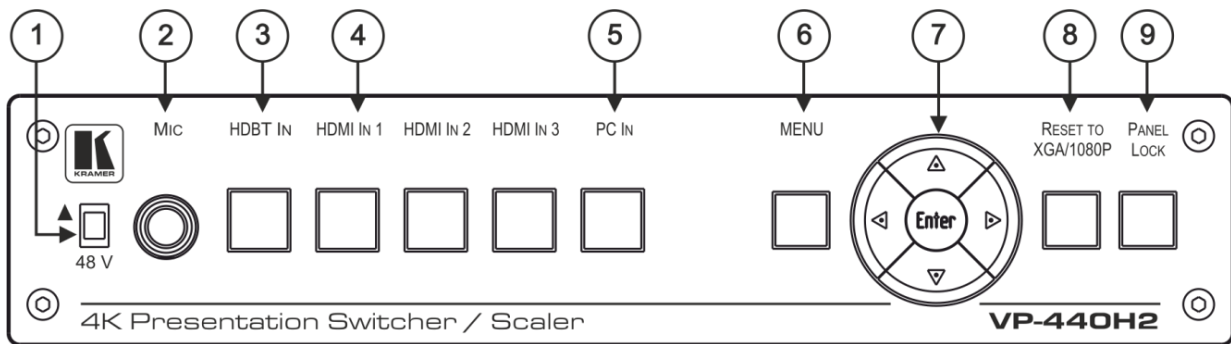 1 2 3 4 5 6 7 8 9
MIC HDBT IN HDMI IN 1 HDMI IN 2 HDMI IN 3 PC IN MENU RESET TO XGA/1080P PANEL LOCK
K
KRAMER
Enter
48 V
4K Presentation Switcher / Scaler VP-440H2